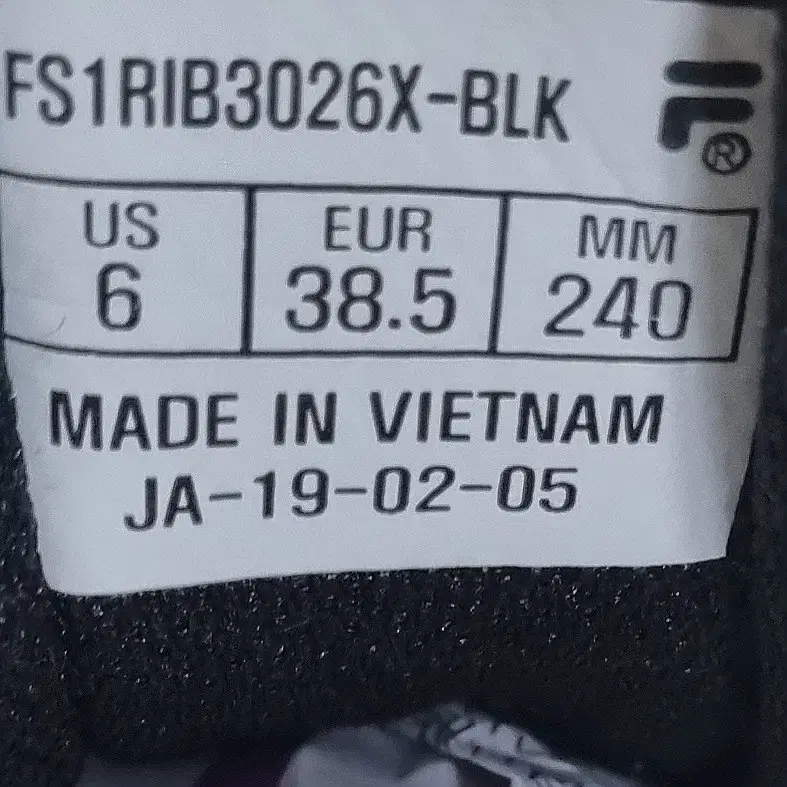 FS1RIB3026X-BLK
®
US EUR MM
6 38.5 240
MADE IN VIETNAM
JA-19-02-05